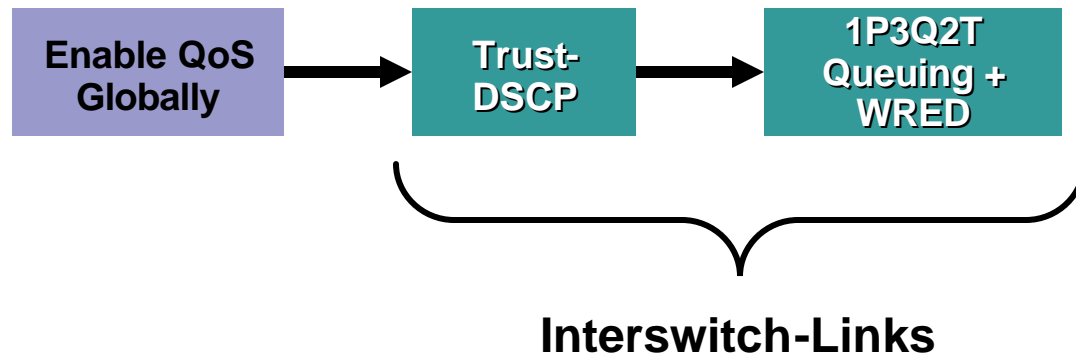 Enable QoS
Globally
Trust-
DSCP
1P3Q2T
Queuing +
WRED
Interswitch-Links